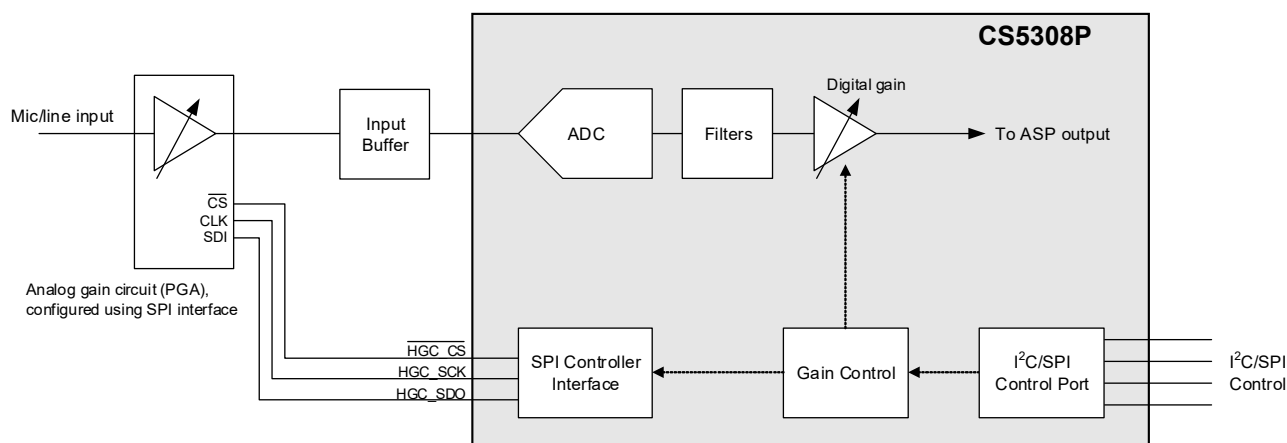 CS5308P
Digital gain
Mic/line input
Input
Buffer
ADC
Filters
To ASP output
CS
CLK
SDI
Analog gain circuit (PGA),
configured using SPI interface
HGC_CS
HGC_SCK
HGC_SDO
SPI Controller
Interface
Gain Control
I²C/SPI
Control Port
I²C/SPI
Control